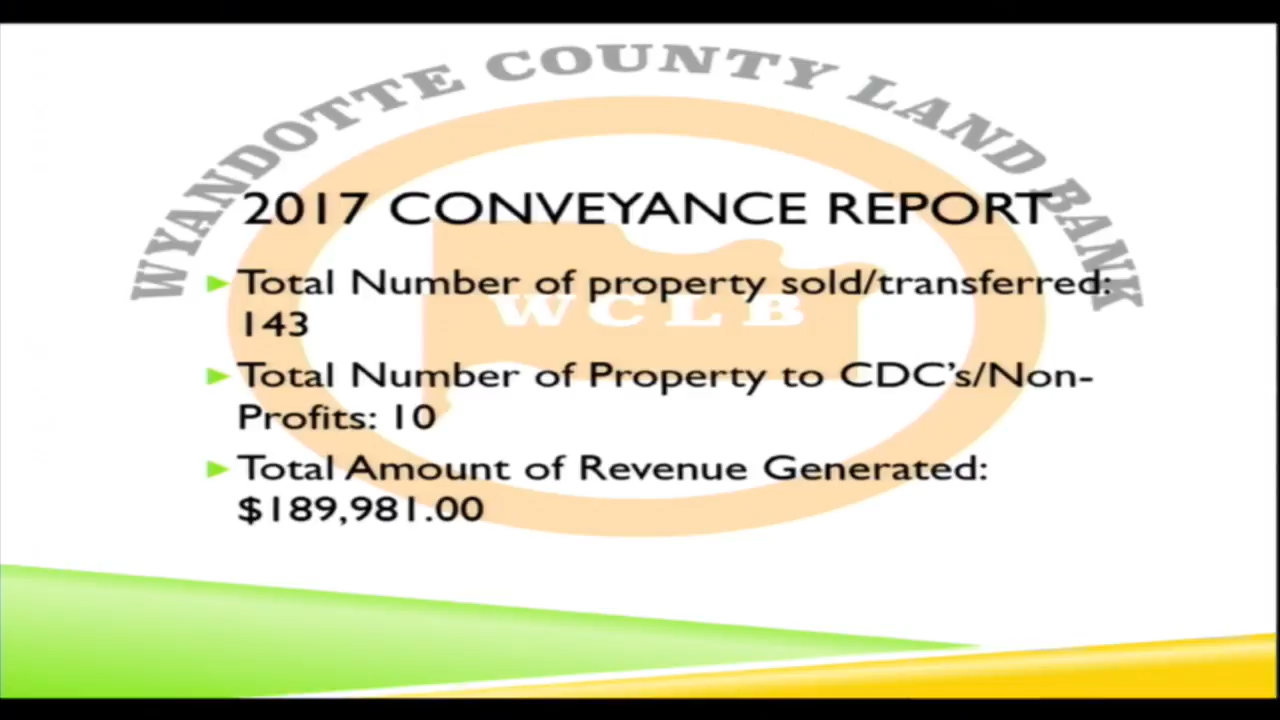 WYANDOTTE COUNTY LAND BANK
2017 CONVEYANCE REPORT
Total Number of property sold/transferred:
143
WCLB
Total Number of Property to CDC's/Non-
Profits: 10
Total Amount of Revenue Generated:
$189,981.00